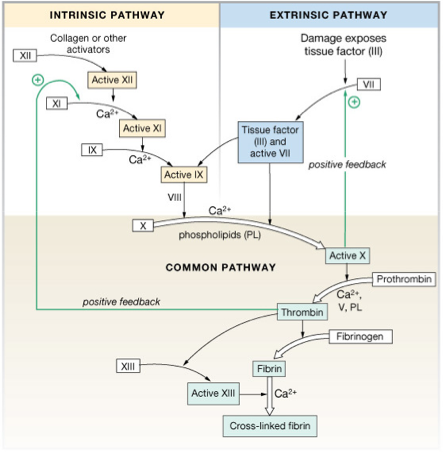 INTRINSIC PATHWAY
EXTRINSIC PATHWAY
Collagen or other
activators
Damage exposes
tissue factor (III)
XII
Active XII
VII
+
+
XI
Ca2+
Active XI
IX
Ca2+
Tissue factor
(III) and
active VII
positive feedback
Active IX
VIII
Ca2+
X
phospholipids (PL)
Active X
COMMON PATHWAY
Prothrombin
Ca2+,
V, PL
positive feedback
Thrombin
Fibrinogen
XIII
Fibrin
Active XIII
Ca2+
Cross-linked fibrin